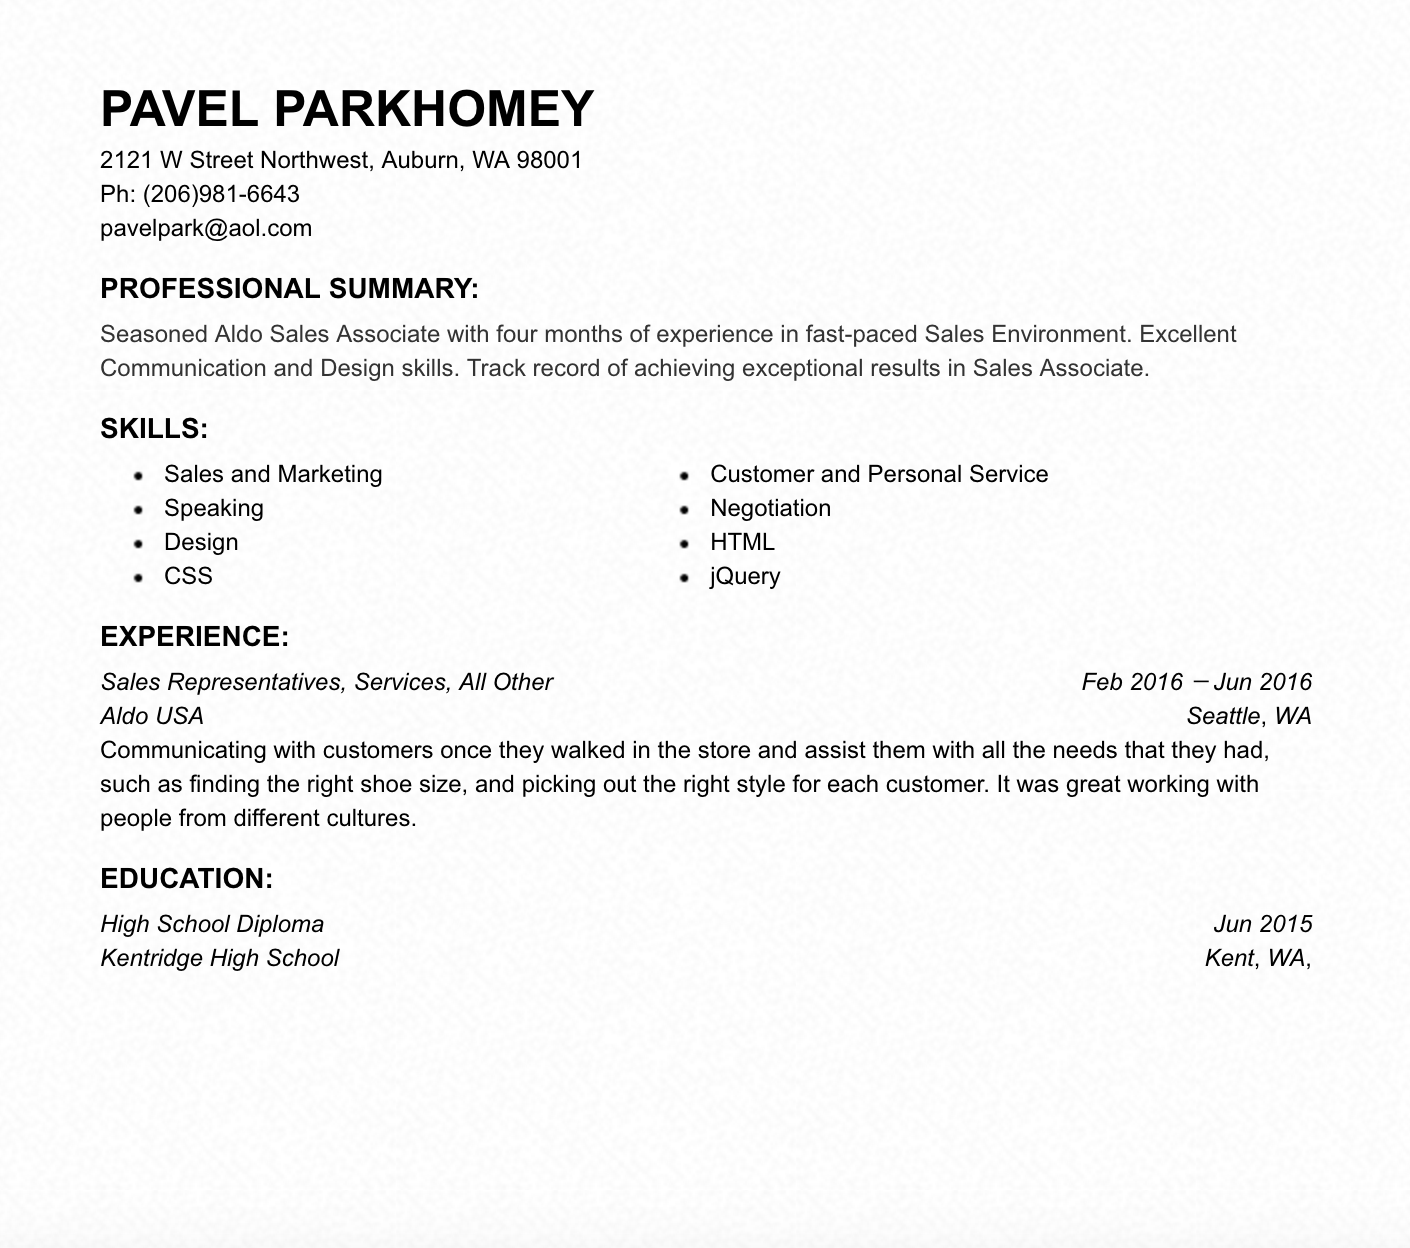 PAVEL PARKHOMEY
2121 W Street Northwest, Auburn, WA 98001
Ph: (206)981-6643
pavelpark@aol.com
PROFESSIONAL SUMMARY:
Seasoned Aldo Sales Associate with four months of experience in fast-paced Sales Environment. Excellent
Communication and Design skills. Track record of achieving exceptional results in Sales Associate.
SKILLS:
• Sales and Marketing
• Speaking
• Design
• CSS
• Customer and Personal Service
• Negotiation
• HTML
• jQuery
EXPERIENCE:
Sales Representatives, Services, All Other Feb 2016 – Jun 2016
Aldo USA Seattle, WA
Communicating with customers once they walked in the store and assist them with all the needs that they had,
such as finding the right shoe size, and picking out the right style for each customer. It was great working with
people from different cultures.
EDUCATION:
High School Diploma Jun 2015
Kentridge High School Kent, WA,